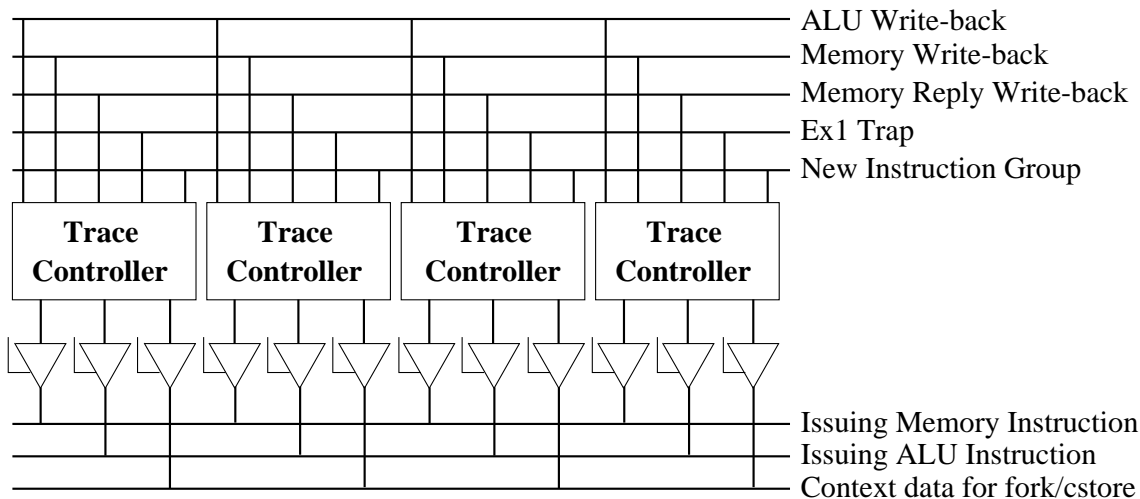 ALU Write-back
Memory Write-back
Memory Reply Write-back
Ex1 Trap
New Instruction Group
Trace
Controller
Trace
Controller
Trace
Controller
Trace
Controller
Issuing Memory Instruction
Issuing ALU Instruction
Context data for fork/cstore